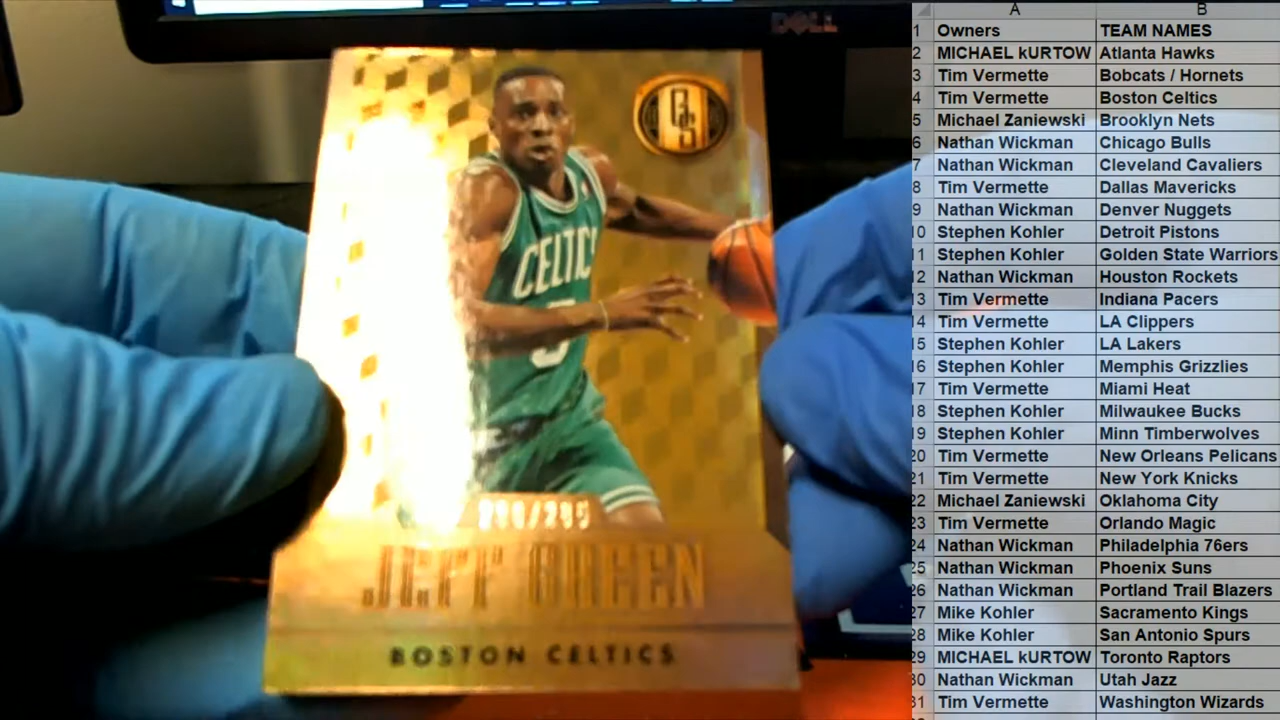 DELL
GS
CELTICS
JEFF GREEN
BOSTON CELTICS
A B
1 Owners TEAM NAMES
2 MICHAEL kURTOW Atlanta Hawks
3 Tim Vermette Bobcats / Hornets
4 Tim Vermette Boston Celtics
5 Michael Zaniewski Brooklyn Nets
6 Nathan Wickman Chicago Bulls
7 Nathan Wickman Cleveland Cavaliers
8 Tim Vermette Dallas Mavericks
9 Nathan Wickman Denver Nuggets
10 Stephen Kohler Detroit Pistons
11 Stephen Kohler Golden State Warriors
12 Nathan Wickman Houston Rockets
13 Tim Vermette Indiana Pacers
14 Tim Vermette LA Clippers
15 Stephen Kohler LA Lakers
16 Stephen Kohler Memphis Grizzlies
17 Tim Vermette Miami Heat
18 Stephen Kohler Milwaukee Bucks
19 Stephen Kohler Minn Timberwolves
20 Tim Vermette New Orleans Pelicans
21 Tim Vermette New York Knicks
22 Michael Zaniewski Oklahoma City
23 Tim Vermette Orlando Magic
24 Nathan Wickman Philadelphia 76ers
25 Nathan Wickman Phoenix Suns
26 Nathan Wickman Portland Trail Blazers
27 Mike Kohler Sacramento Kings
28 Mike Kohler San Antonio Spurs
29 MICHAEL kURTOW Toronto Raptors
30 Nathan Wickman Utah Jazz
31 Tim Vermette Washington Wizards